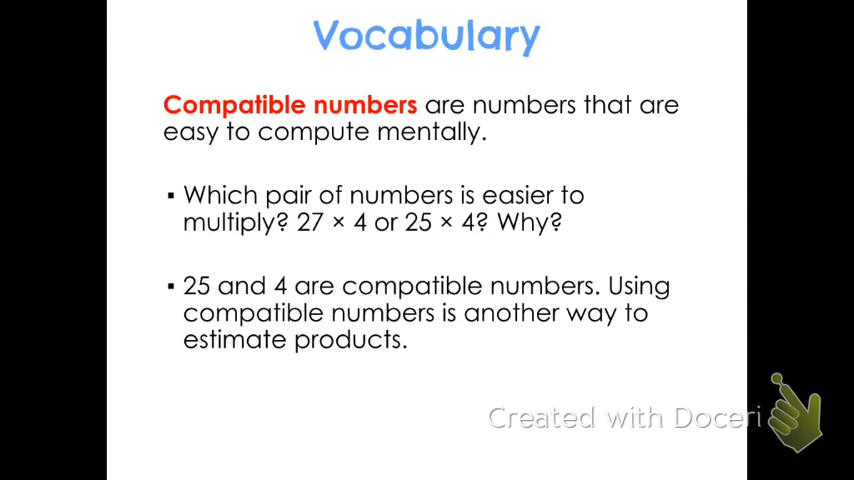 Vocabulary
Compatible numbers are numbers that are
easy to compute mentally.
▪ Which pair of numbers is easier to
multiply? 27 × 4 or 25 × 4? Why?
▪ 25 and 4 are compatible numbers. Using
compatible numbers is another way to
estimate products.
Created with Doceri